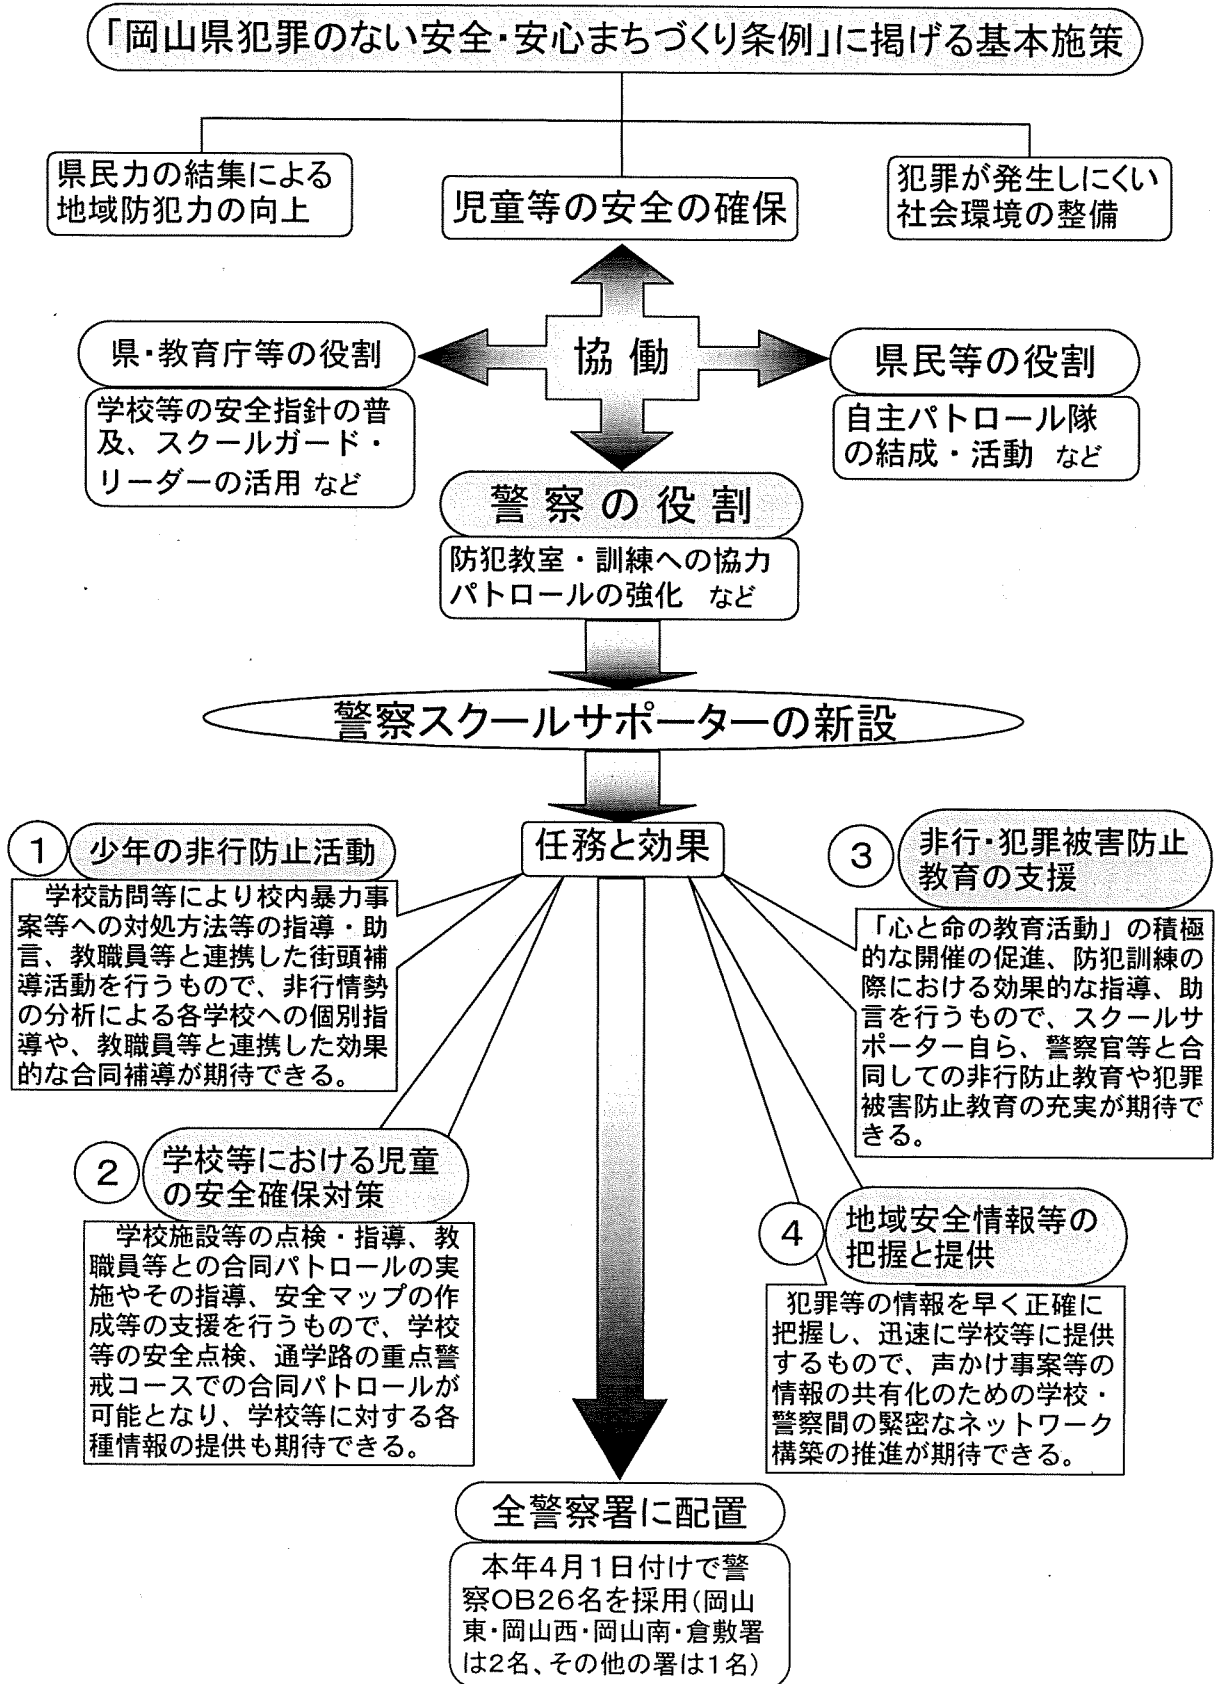 「岡山県犯罪のない安全・安心まちづくり条例」に掲げる基本施策
県民力の結集による
地域防犯力の向上
児童等の安全の確保
犯罪が発生しにくい
社会環境の整備
協働
県・教育庁等の役割
学校等の安全指針の普
及、スクールガード・
リーダーの活用 など
県民等の役割
自主パトロール隊
の結成・活動 など
警察の役割
防犯教室・訓練への協力
パトロールの強化 など
警察スクールサポーターの新設
任務と効果
1 少年の非行防止活動
学校訪問等により校内暴力事
案等への対処方法等の指導・助
言、教職員等と連携した街頭補
導活動を行うもので、非行情勢
の分析による各学校への個別指
導や、教職員等と連携した効果
的な合同補導が期待できる。
2 学校等における児童
の安全確保対策
学校施設等の点検・指導、教
職員等との合同パトロールの実
施やその指導、安全マップの作
成等の支援を行うもので、学校
等の安全点検、通学路の重点警
戒コースでの合同パトロールが
可能となり、学校等に対する各
種情報の提供も期待できる。
3 非行・犯罪被害防止
教育の支援
「心と命の教育活動」の積極
的な開催の促進、防犯訓練の
際における効果的な指導、助
言を行うもので、スクールサ
ポーター自ら、警察官等と合
同しての非行防止教育や犯罪
被害防止教育の充実が期待で
きる。
4 地域安全情報等の
把握と提供
犯罪等の情報を早く正確に
把握し、迅速に学校等に提供
するもので、声かけ事案等の
情報の共有化のための学校・
警察間の緊密なネットワーク
構築の推進が期待できる。
全警察署に配置
本年4月1日付けで警
察OB26名を採用(岡山
東・岡山西・岡山南・倉敷署
は2名、その他の署は1名)